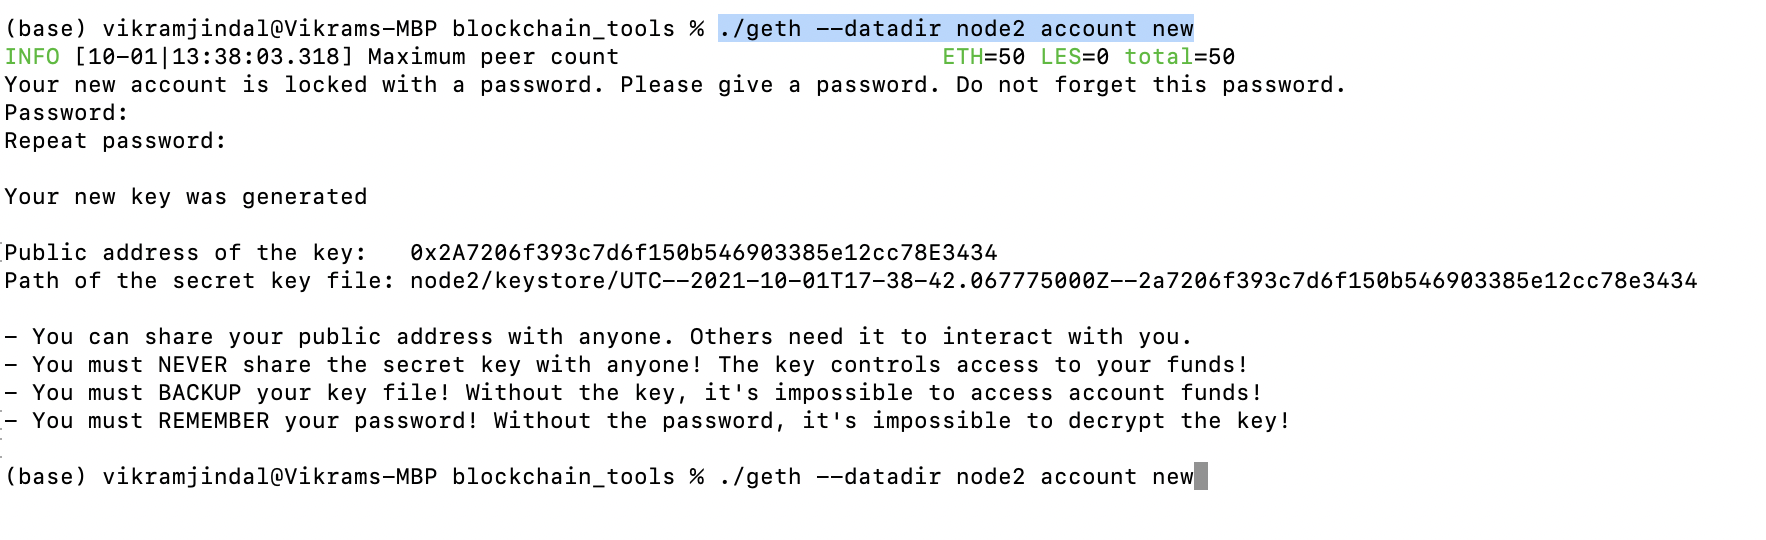 (base) vikramjindal@Vikrams-MBP blockchain_tools % ./geth --datadir node2 account new
INFO [10-01|13:38:03.318] Maximum peer count                       ETH=50 LES=0 total=50
Your new account is locked with a password. Please give a password. Do not forget this password.
Password:
Repeat password:
Your new key was generated
Public address of the key:   0x2A7206f393c7d6f150b546903385e12cc78E3434
Path of the secret key file: node2/keystore/UTC--2021-10-01T17-38-42.067775000Z--2a7206f393c7d6f150b546903385e12cc78e3434
- You can share your public address with anyone. Others need it to interact with you.
- You must NEVER share the secret key with anyone! The key controls access to your funds!
- You must BACKUP your key file! Without the key, it's impossible to access account funds!
- You must REMEMBER your password! Without the password, it's impossible to decrypt the key!
(base) vikramjindal@Vikrams-MBP blockchain_tools % ./geth --datadir node2 account new